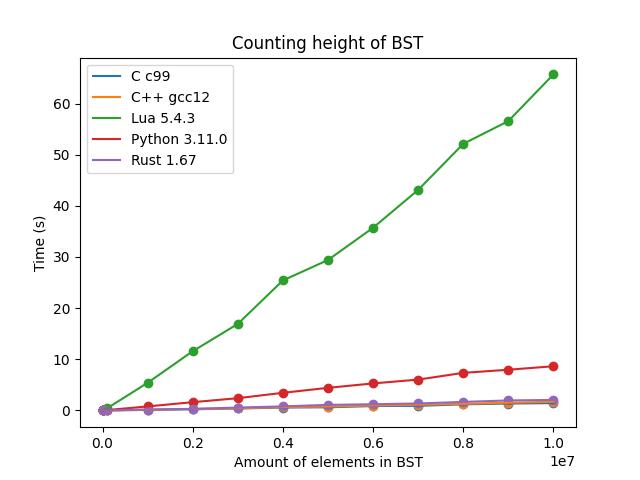 Counting height of BST
C c99
C++ gcc12
Lua 5.4.3
Python 3.11.0
Rust 1.67
Time (s)
60
50
40
30
20
10
0
0.0 0.2 0.4 0.6 0.8 1.0
1e7
Amount of elements in BST